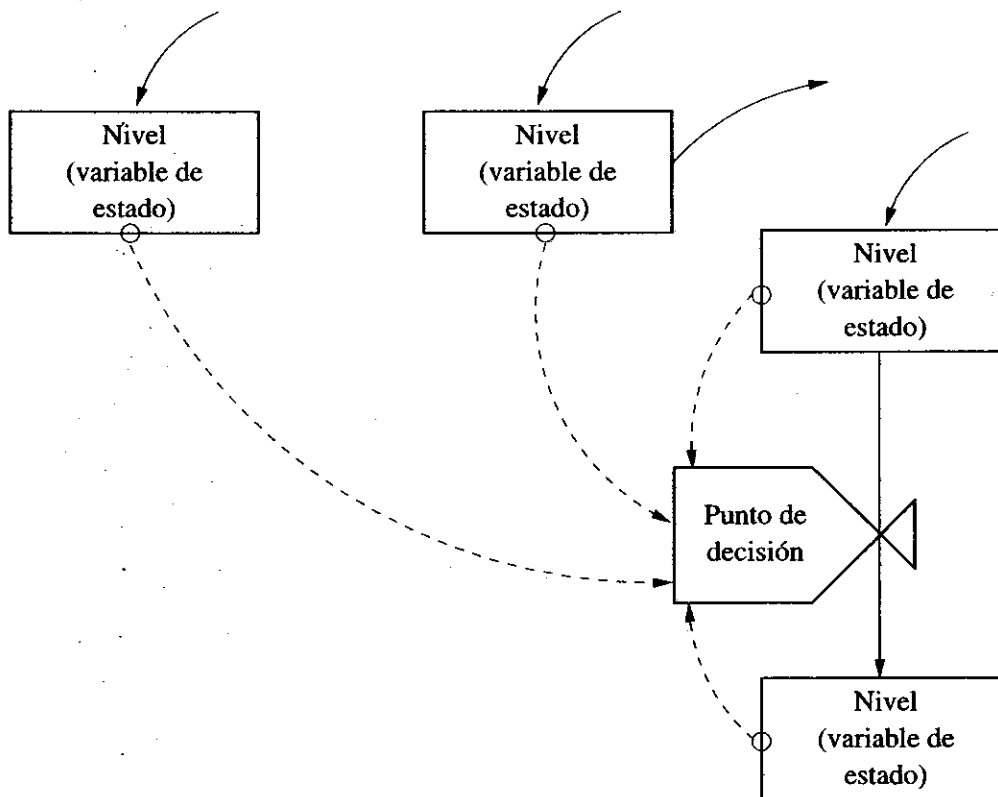 Nivel
(variable de
estado)
Nivel
(variable de
estado)
Nivel
(variable de
estado)
Punto de
decisión
Nivel
(variable de
estado)